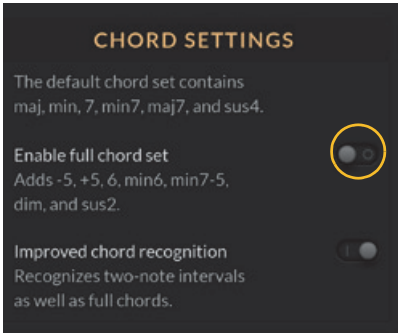 CHORD SETTINGS
The default chord set contains
maj, min, 7, min7, maj7, and sus4.
Enable full chord set
Adds -5, +5, 6, min6, min7-5,
dim, and sus2.
Improved chord recognition
Recognizes two-note intervals
as well as full chords.